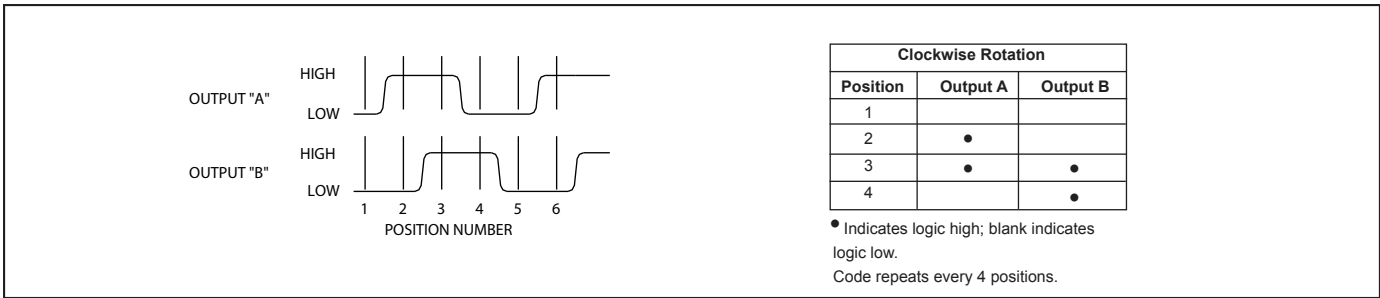 HIGH
OUTPUT "A"
LOW
HIGH
OUTPUT "B"
LOW
1 2 3 4 5 6
POSITION NUMBER
Clockwise Rotation
Position Output A Output B
1
2 ●
3 ● ●
4 ●
● Indicates logic high; blank indicates
logic low.
Code repeats every 4 positions.